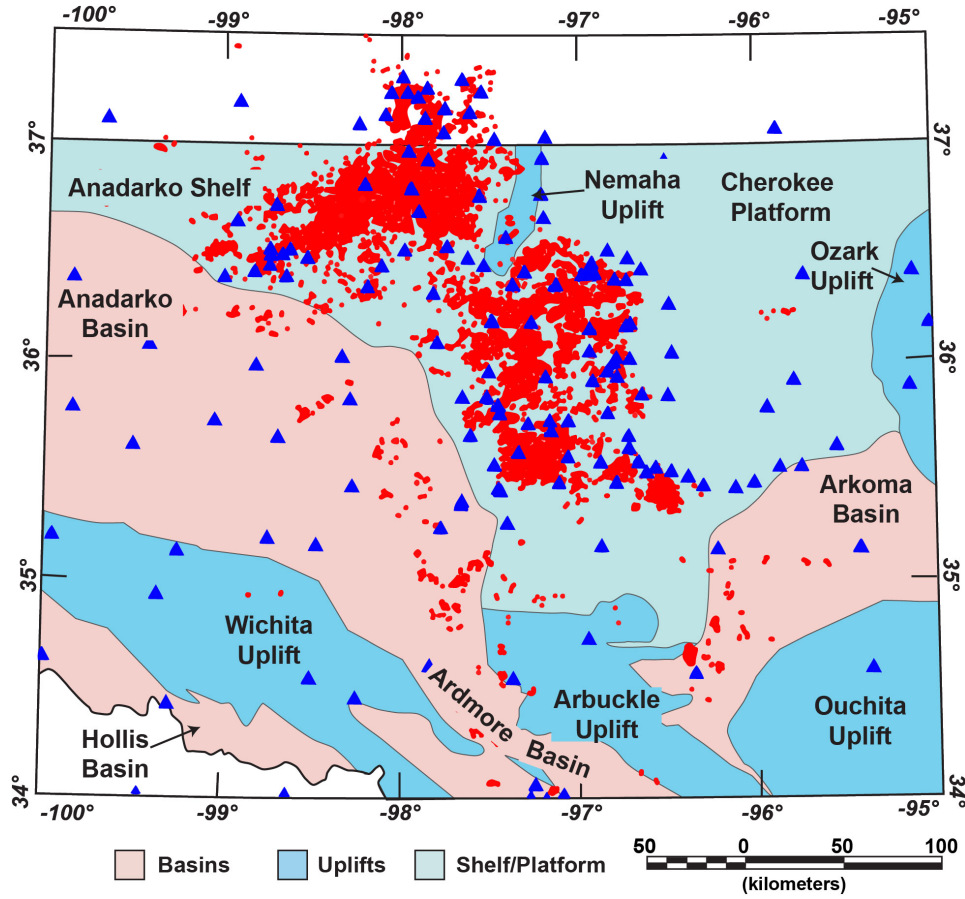 -100° -99° -98° -97° -96° -95°
37° 37°
Anadarko Shelf
Nemaha
Uplift
Cherokee
Platform
Ozark
Uplift
Anadarko
Basin
36° 36°
Arkoma
Basin
35° 35°
Wichita
Uplift
Ardmore Basin
Arbuckle
Uplift
Ouchita
Uplift
Hollis
Basin
34° 34°
-100° -99° -98° -97° -96° -95°
Basins Uplifts Shelf/Platform
50 0 50 100
(kilometers)